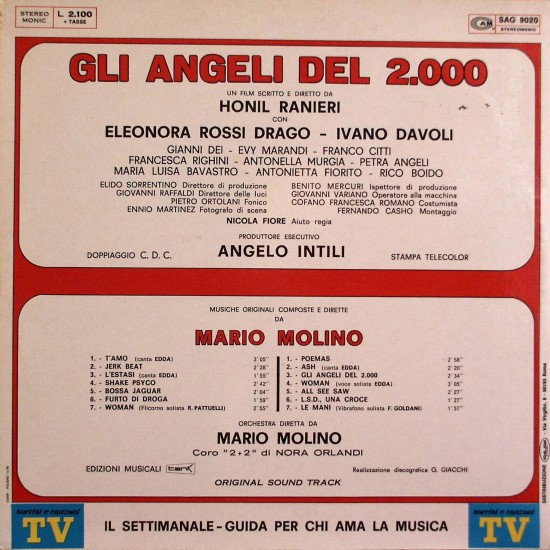 STEREO
MONIC
L. 2.100
+ TASSE
CAM
SAG 9020
STEREOMONIC
GLI ANGELI DEL 2.000
UN FILM SCRITTO E DIRETTO DA
HONIL RANIERI
CON
ELEONORA ROSSI DRAGO - IVANO DAVOLI
GIANNI DEI - EVY MARANDI - FRANCO CITTI
FRANCESCA RIGHINI - ANTONELLA MURGIA - PETRA ANGELI
MARIA LUISA BAVASTRO - ANTONIETTA FIORITO - RICO BOIDO
ELIDO SORRENTINO Direttore di produzione
GIOVANNI RAFFALDI Direttore delle luci
PIETRO ORTOLANI Fonico
ENNIO MARTINEZ Fotografo di scena
BENITO MERCURI Ispettore di produzione
GIOVANNI VARIANO Operatore alla macchina
COFANO FRANCESCA ROMANO Costumista
FERNANDO CASHO Montaggio
NICOLA FIORE Aiuto regia
PRODUTTORE ESECUTIVO
DOPPIAGGIO C. D. C.
ANGELO INTILI
STAMPA TELECOLOR
MUSICHE ORIGINALI COMPOSTE E DIRETTE
DA
MARIO MOLINO
1. - T'AMO (canta EDDA) 3' 05"
2. - JERK BEAT 2' 28"
3. - L'ESTASI (canta EDDA) 1' 55"
4. - SHAKE PSYCO 2' 42"
5. - BOSSA JAGUAR 2' 04"
6. - FURTO DI DROGA 1' 59"
7. - WOMAN (Flicorno solista R. PATTUELLI) 2' 55"
1. - POEMAS 2' 58"
2. - ASH (canta EDDA) 2' 20"
3. - GLI ANGELI DEL 2.000 2' 34"
4. - WOMAN (voce solista EDDA) 3' 06"
5. - ALL SEE SAW 2' 27"
6. - L.S.D., UNA CROCE 1' 27"
7. - LE MANI (Vibrafono solista F. GOLDANI) 1' 57"
ORCHESTRA DIRETTA DA
MARIO MOLINO
Coro "2+2" di NORA ORLANDI
EDIZIONI MUSICALI
Realizzazione discografica G. GIACCHI
ORIGINAL SOUND TRACK
sorrisi e canzoni
TV
IL SETTIMANALE - GUIDA PER CHI AMA LA MUSICA
sorrisi e canzoni
TV
DISTRIBUZIONE
Via Virgilio, 8 - 00193 Roma